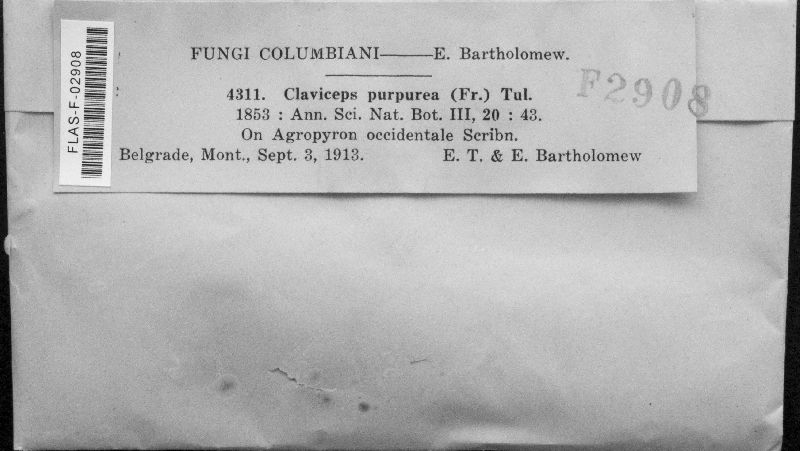 FUNGI COLUMBIANI——E. Bartholomew.
4311. Claviceps purpurea (Fr.) Tul.
1853 : Ann. Sci. Nat. Bot. III, 20 : 43.
On Agropyron occidentale Scribn.
Belgrade, Mont., Sept. 3, 1913. E. T. & E. Bartholomew
F2908
FLAS-F-02908